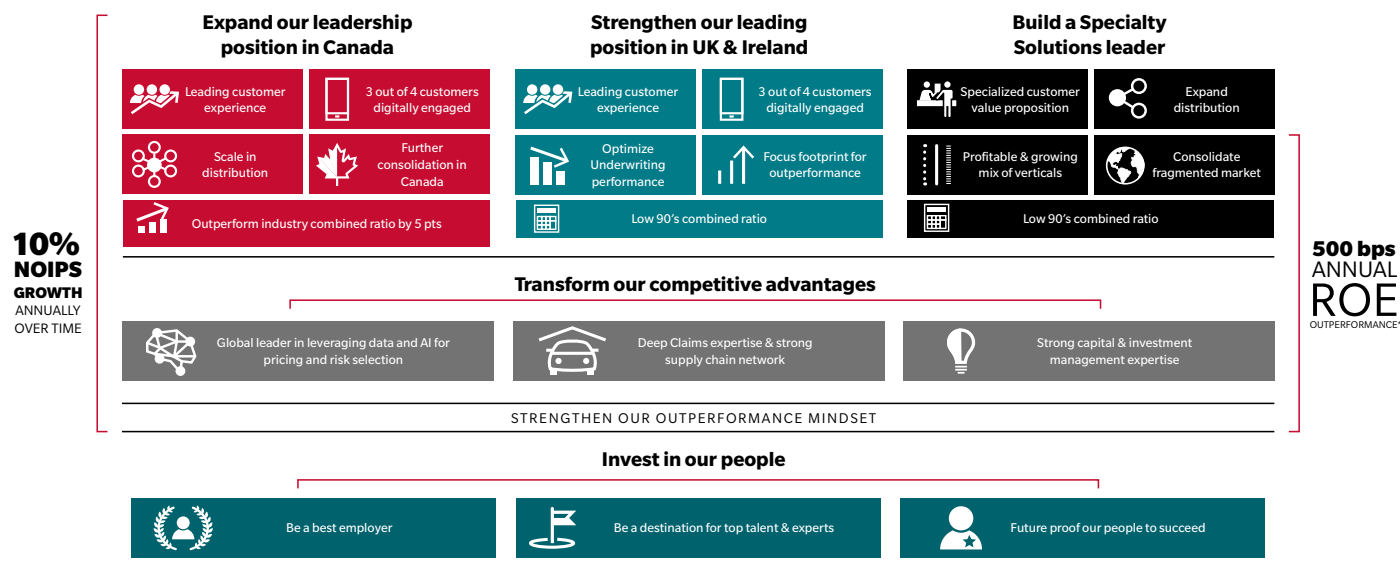 Expand our leadership
position in Canada
Leading customer
experience
3 out of 4 customers
digitally engaged
Scale in
distribution
Further
consolidation in
Canada
Outperform industry combined ratio by 5 pts
Strengthen our leading
position in UK & Ireland
Leading customer
experience
3 out of 4 customers
digitally engaged
Optimize
Underwriting
performance
Focus footprint for
outperformance
Low 90's combined ratio
Build a Specialty
Solutions leader
Specialized customer
value proposition
Expand
distribution
Profitable & growing
mix of verticals
Consolidate
fragmented market
Low 90's combined ratio
10%
NOIPS
GROWTH
ANNUALLY
OVER TIME
500 bps
ANNUAL
ROE
OUTPERFORMANCE*
Transform our competitive advantages
Global leader in leveraging data and AI for
pricing and risk selection
Deep Claims expertise & strong
supply chain network
Strong capital & investment
management expertise
STRENGTHEN OUR OUTPERFORMANCE MINDSET
Invest in our people
Be a best employer
Be a destination for top talent & experts
Future proof our people to succeed